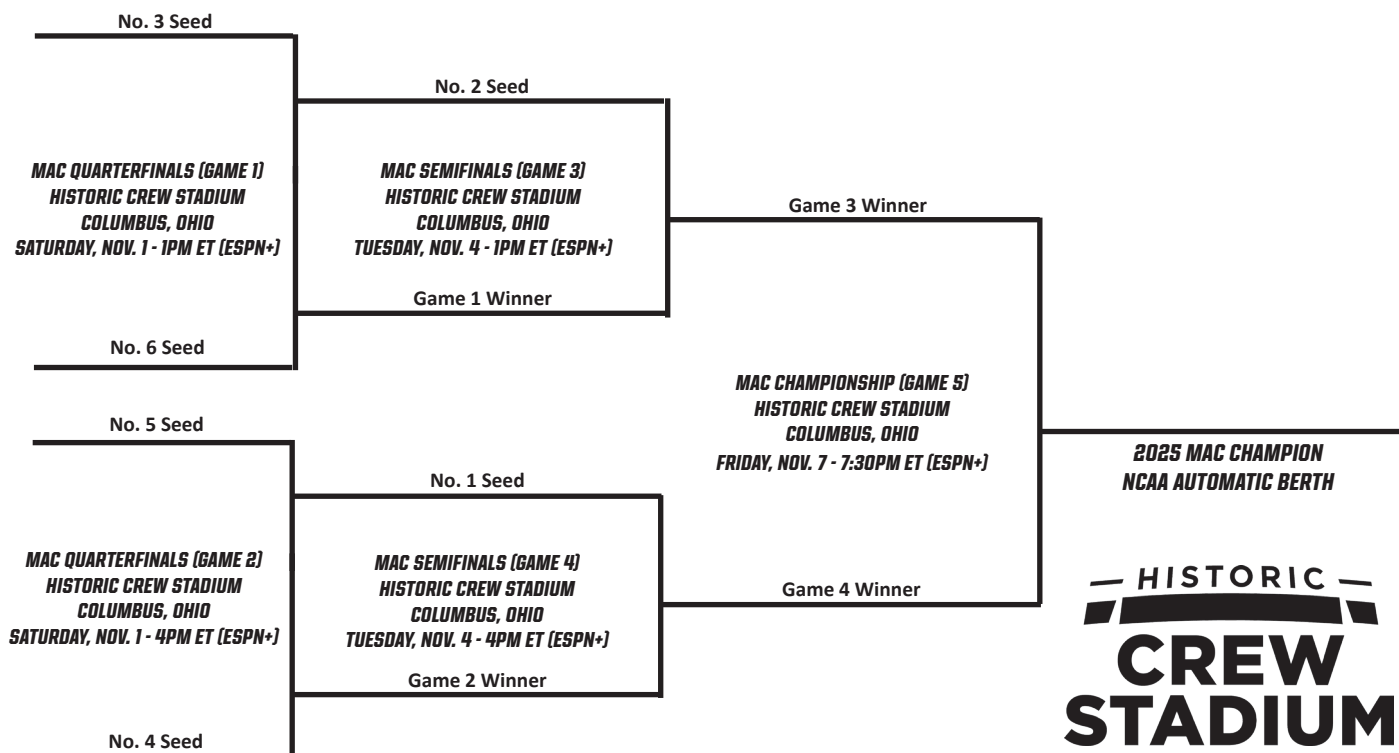 No. 3 Seed
MAC QUARTERFINALS (GAME 1)
HISTORIC CREW STADIUM
COLUMBUS, OHIO
SATURDAY, NOV. 1 - 1PM ET (ESPN+)
No. 6 Seed
No. 2 Seed
MAC SEMIFINALS (GAME 3)
HISTORIC CREW STADIUM
COLUMBUS, OHIO
TUESDAY, NOV. 4 - 1PM ET (ESPN+)
Game 1 Winner
No. 5 Seed
MAC QUARTERFINALS (GAME 2)
HISTORIC CREW STADIUM
COLUMBUS, OHIO
SATURDAY, NOV. 1 - 4PM ET (ESPN+)
No. 4 Seed
No. 1 Seed
MAC SEMIFINALS (GAME 4)
HISTORIC CREW STADIUM
COLUMBUS, OHIO
TUESDAY, NOV. 4 - 4PM ET (ESPN+)
Game 2 Winner
Game 3 Winner
MAC CHAMPIONSHIP (GAME 5)
HISTORIC CREW STADIUM
COLUMBUS, OHIO
FRIDAY, NOV. 7 - 7:30PM ET (ESPN+)
Game 4 Winner
2025 MAC CHAMPION
NCAA AUTOMATIC BERTH
HISTORIC
CREW
STADIUM